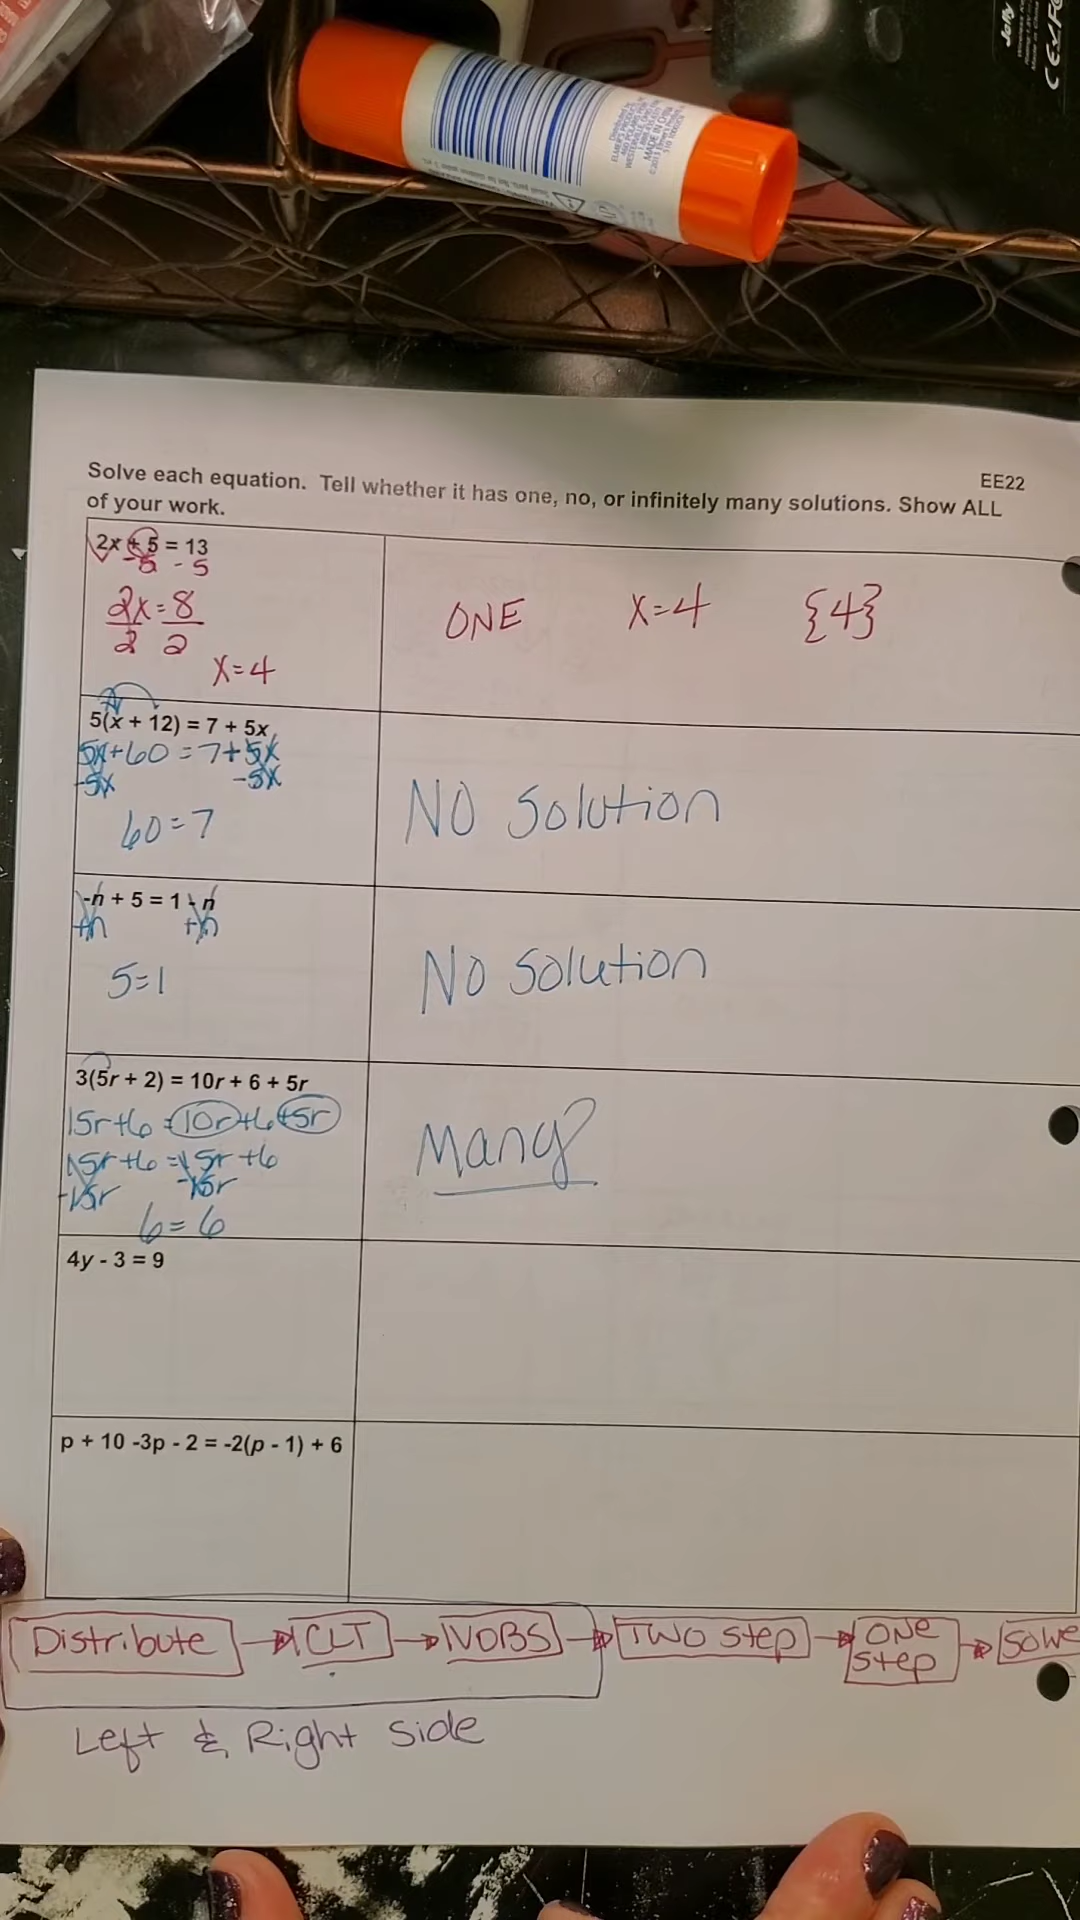 Jolly
MADE IN CHINA
EE22
Solve each equation. Tell whether it has one, no, or infinitely many solutions. Show ALL
of your work.
2x + 5 = 13
-5 -5
2x = 8
2 2
x=4
ONE x=4 {4}
5(x + 12) = 7 + 5x
5x+60 = 7+5x
-5x -5x
60=7
NO Solution
-n + 5 = 1 - n
+n +n
5=1
No Solution
3(5r + 2) = 10r + 6 + 5r
15r+6 = 10r+6+5r
15r+6 = 15r+6
-15r -15r
6=6
Many
4y - 3 = 9
p + 10 -3p - 2 = -2(p - 1) + 6
Distribute CLT VOBS TWO Step ONE Step
Left & Right Side